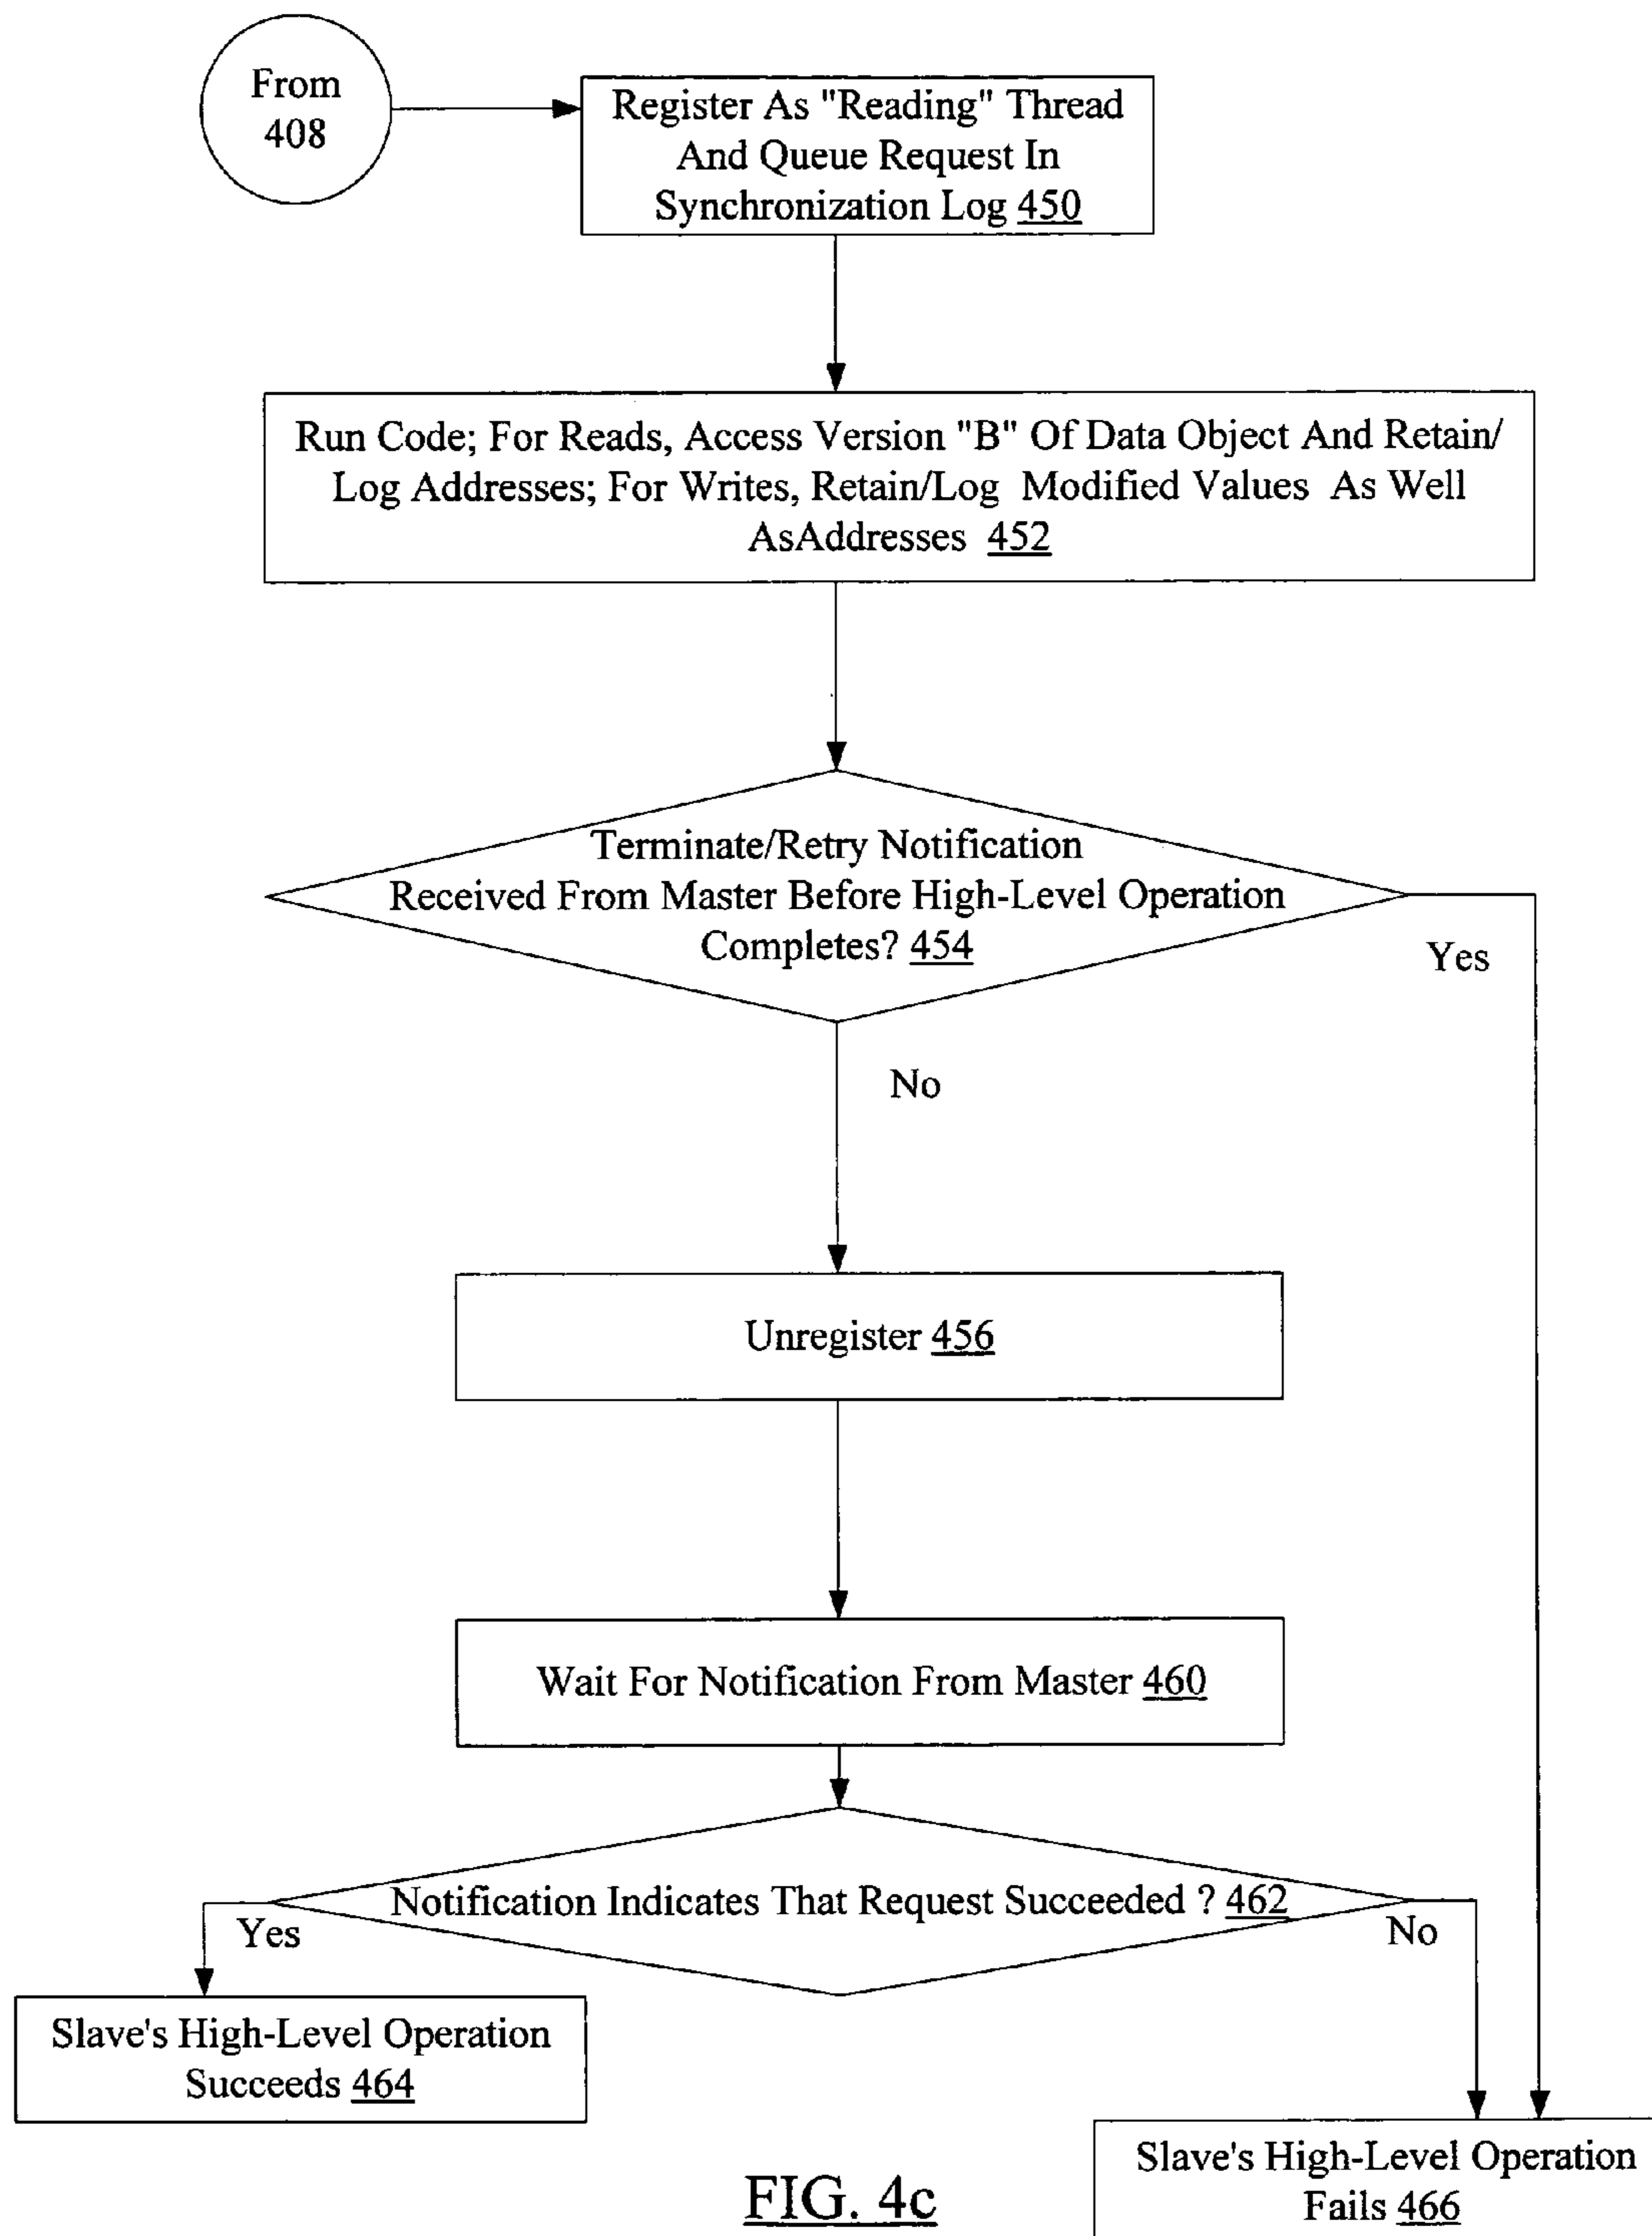 From
408
Register As "Reading" Thread
And Queue Request In
Synchronization Log 450
Run Code; For Reads, Access Version "B" Of Data Object And Retain/
Log Addresses; For Writes, Retain/Log Modified Values As Well
AsAddresses 452
Terminate/Retry Notification
Received From Master Before High-Level Operation
Completes? 454
Yes
No
Unregister 456
Wait For Notification From Master 460
Notification Indicates That Request Succeeded ? 462
Yes
No
Slave's High-Level Operation
Succeeds 464
Slave's High-Level Operation
Fails 466
FIG. 4c